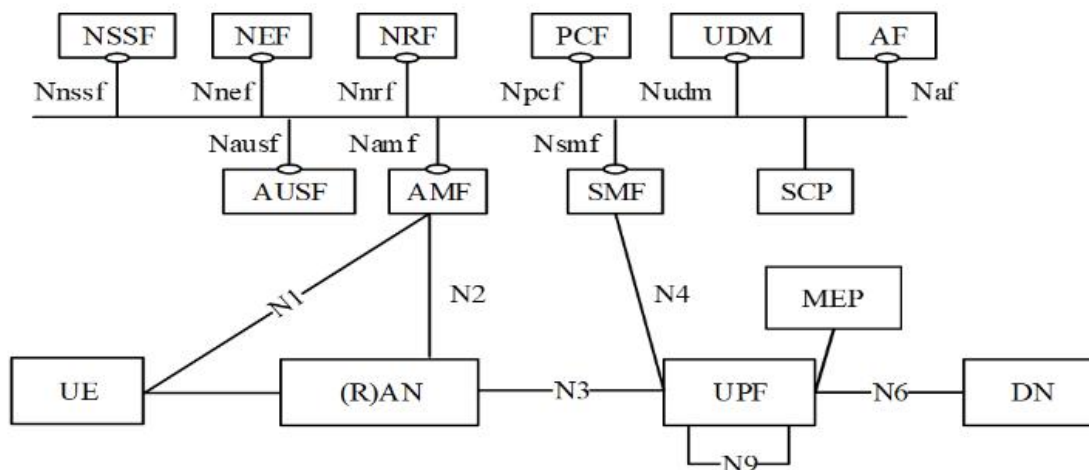 NSSF NEF NRF PCF UDM AF
Nnssf Nnef Nnrf Npcf Nudm Naf
Nausf Namf Nsmf
AUSF AMF SMF SCP
N1 N2 N4 MEP
UE (R)AN N3 UPF N6 DN
N9